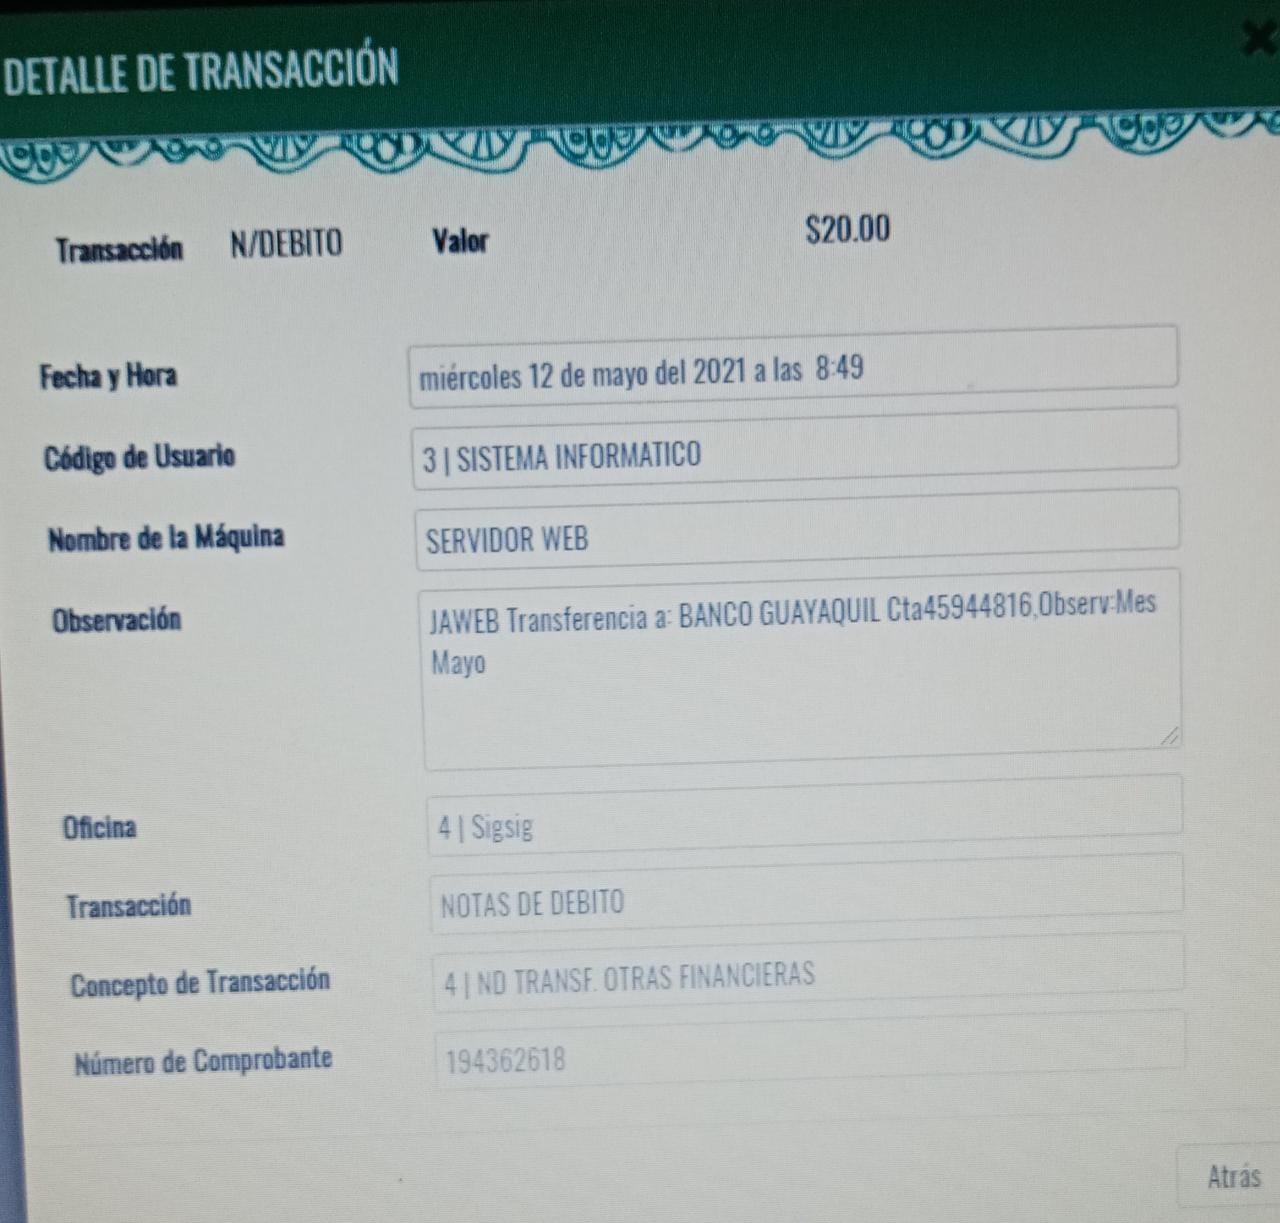 DETALLE DE TRANSACCIÓN
Transacción N/DEBITO Valor $20.00
Fecha y Hora miércoles 12 de mayo del 2021 a las 8:49
Código de Usuario 3 | SISTEMA INFORMATICO
Nombre de la Máquina SERVIDOR WEB
Observación JAWEB Transferencia a: BANCO GUAYAQUIL Cta45944816,Observ:Mes
Mayo
Oficina 4 | Sigsig
Transacción NOTAS DE DEBITO
Concepto de Transacción 4 | ND TRANSF. OTRAS FINANCIERAS
Número de Comprobante 194362618
Atrás